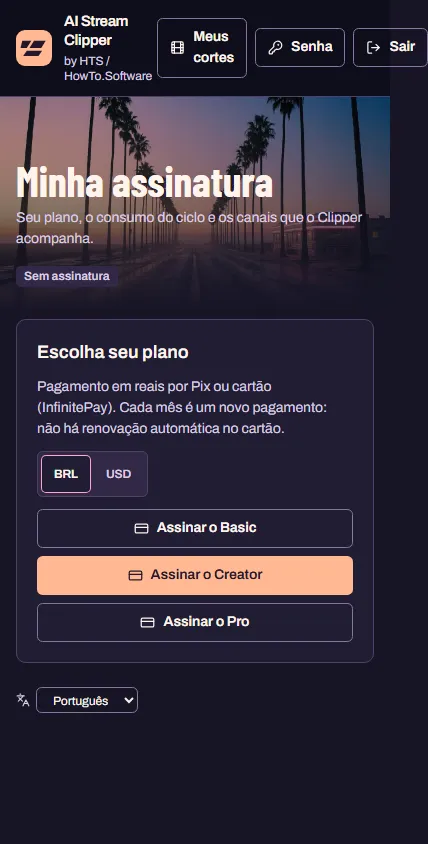 AI Stream
Clipper
by HTS /
HowTo.Software
Meus
cortes
Senha
Sair
Minha assinatura
Seu plano, o consumo do ciclo e os canais que o Clipper
acompanha.
Sem assinatura
Escolha seu plano
Pagamento em reais por Pix ou cartão
(InfinitePay). Cada mês é um novo pagamento:
não há renovação automática no cartão.
BRL
USD
Assinar o Basic
Assinar o Creator
Assinar o Pro
Português